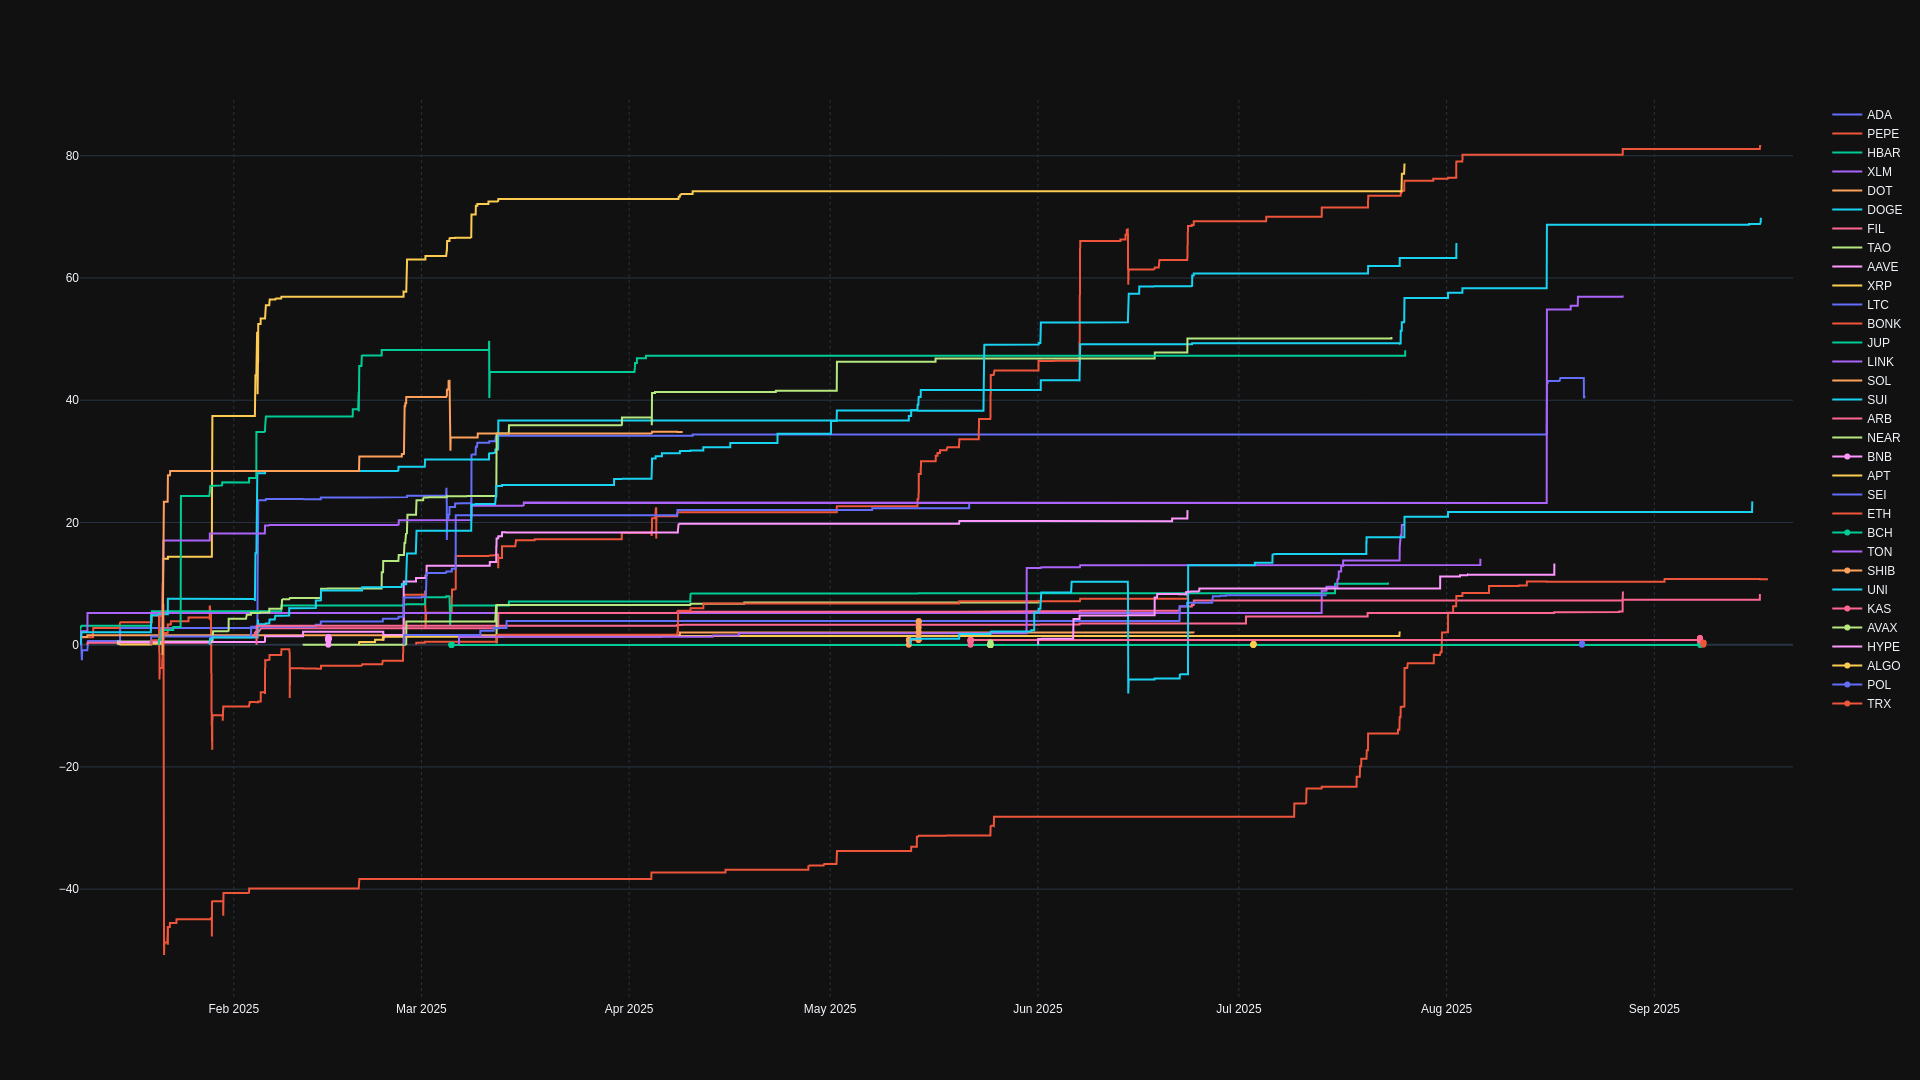 80
60
40
20
0
−20
−40
Feb 2025
Mar 2025
Apr 2025
May 2025
Jun 2025
Jul 2025
Aug 2025
Sep 2025
ADA
PEPE
HBAR
XLM
DOT
DOGE
FIL
TAO
AAVE
XRP
LTC
BONK
JUP
LINK
SOL
SUI
ARB
NEAR
BNB
APT
SEI
ETH
BCH
TON
SHIB
UNI
KAS
AVAX
HYPE
ALGO
POL
TRX